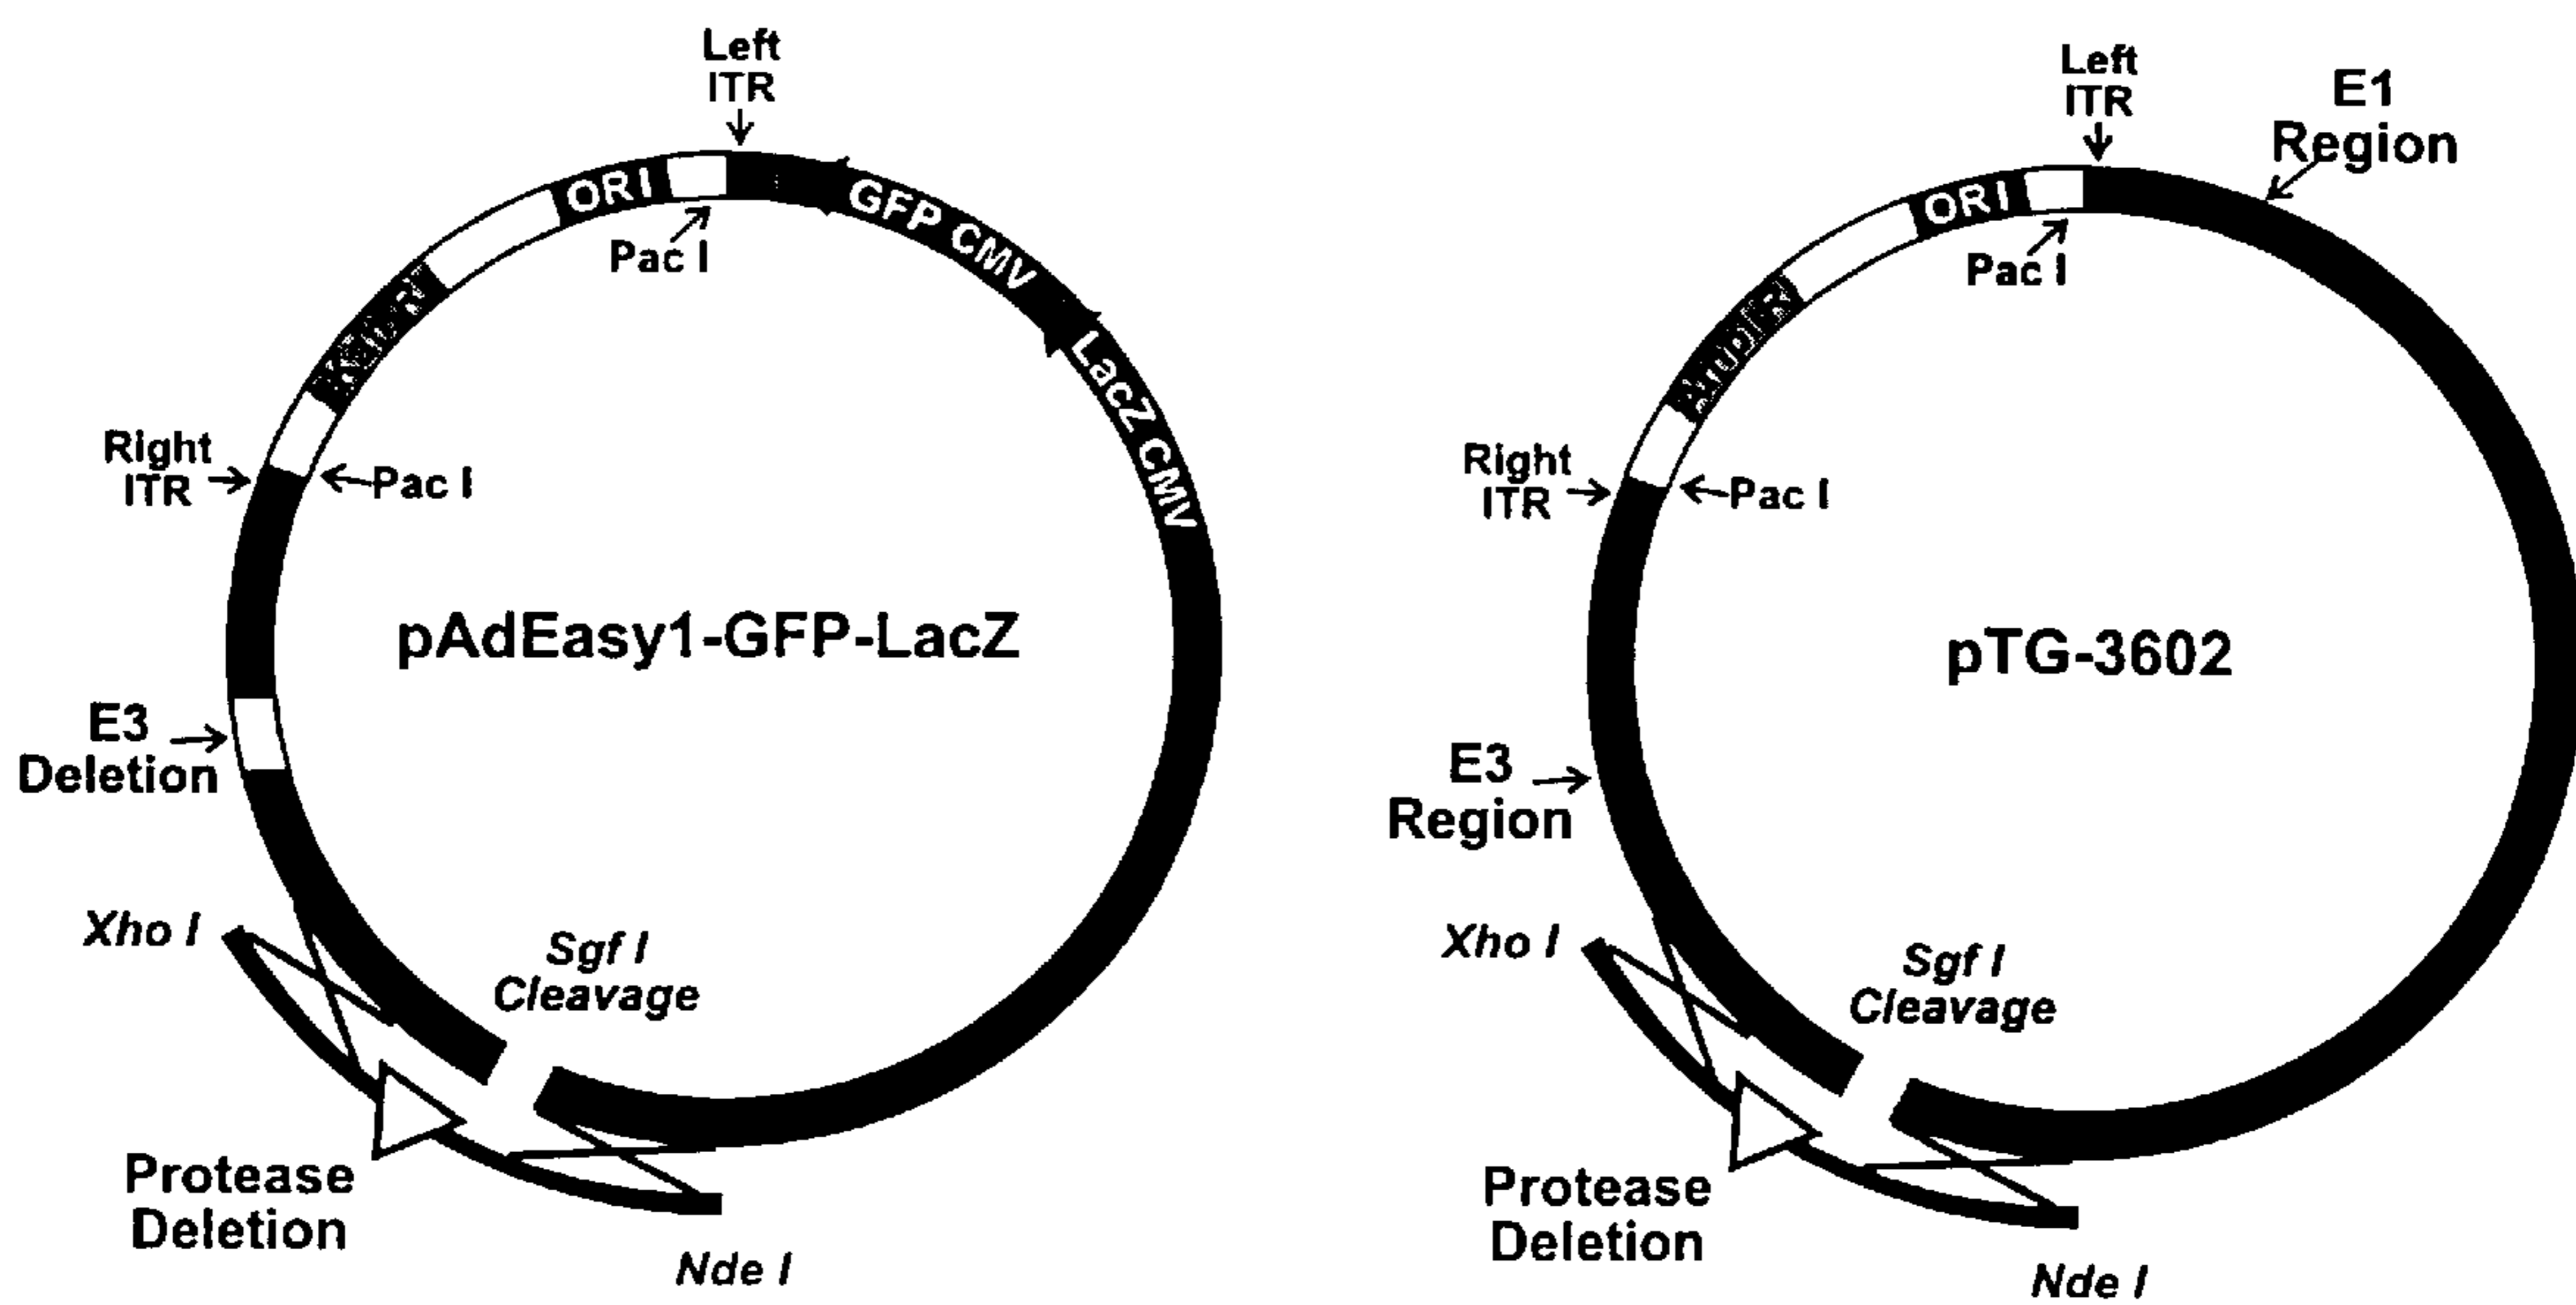 Left
ITR
ORI
GFP CMV
Pac I
KanR
LacZ CMV
Right
ITR
Pac I
pAdEasy1-GFP-LacZ
E3
Deletion
Xho I
Sgf I
Cleavage
Protease
Deletion
Nde I
Left
ITR
E1
Region
ORI
Pac I
AmpR
Right
ITR
Pac I
pTG-3602
E3
Region
Xho I
Sgf I
Cleavage
Protease
Deletion
Nde I